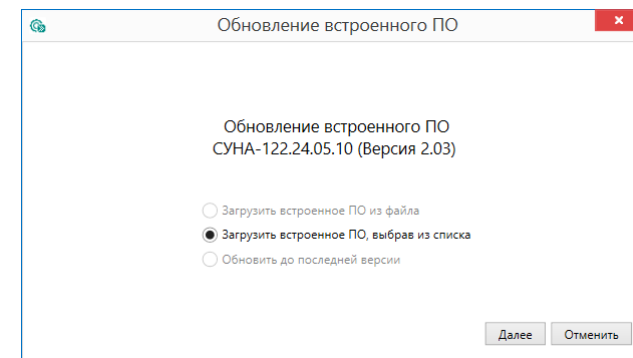 Обновление встроенного ПО
Обновление встроенного ПО
СУНА-122.24.05.10 (Версия 2.03)
Загрузить встроенное ПО из файла
Загрузить встроенное ПО, выбрав из списка
Обновить до последней версии
Далее Отменить